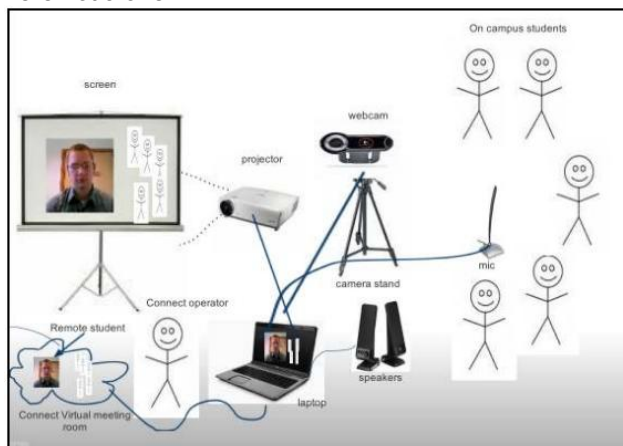 On campus students
screen
webcam
projector
mic
camera stand
Connect operator
Remote student
speakers
laptop
Connect Virtual meeting
room